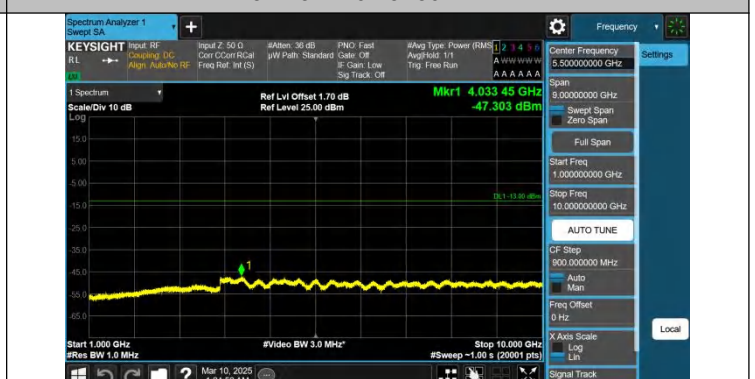 Spectrum Analyzer 1
Swept SA
Frequency
KEYSIGHT
RL
Input: RF
Coupling: DC
Align: Auto/No RF
Input Z: 50 Ω
Corr CCorr RCal
Freq Ref: Int (S)
#Atten: 36 dB
µW Path: Standard
PNO: Fast
Gate: Off
IF Gain: Low
Sig Track: Off
#Avg Type: Power (RMS
Avg|Hold: 1/1
Trig: Free Run
1 2 3 4 5 6
A W W W W W
A A A A A A
1 Spectrum
Scale/Div 10 dB
Log
Ref Lvl Offset 1.70 dB
Ref Level 25.00 dBm
Mkr1 4.033 45 GHz
-47.303 dBm
15.0
5.00
-5.00
-15.0
-25.0
-35.0
-45.0
-55.0
-65.0
DL1 -13.00 dBm
1
Start 1.000 GHz
#Res BW 1.0 MHz
#Video BW 3.0 MHz*
Stop 10.000 GHz
#Sweep ~1.00 s (20001 pts)
Center Frequency
5.500000000 GHz
Settings
Span
9.00000000 GHz
Swept Span
Zero Span
Full Span
Start Freq
1.000000000 GHz
Stop Freq
10.000000000 GHz
AUTO TUNE
CF Step
900.000000 MHz
Auto
Man
Freq Offset
0 Hz
X Axis Scale
Log
Lin
Local
Signal Track
?
Mar 10, 2025